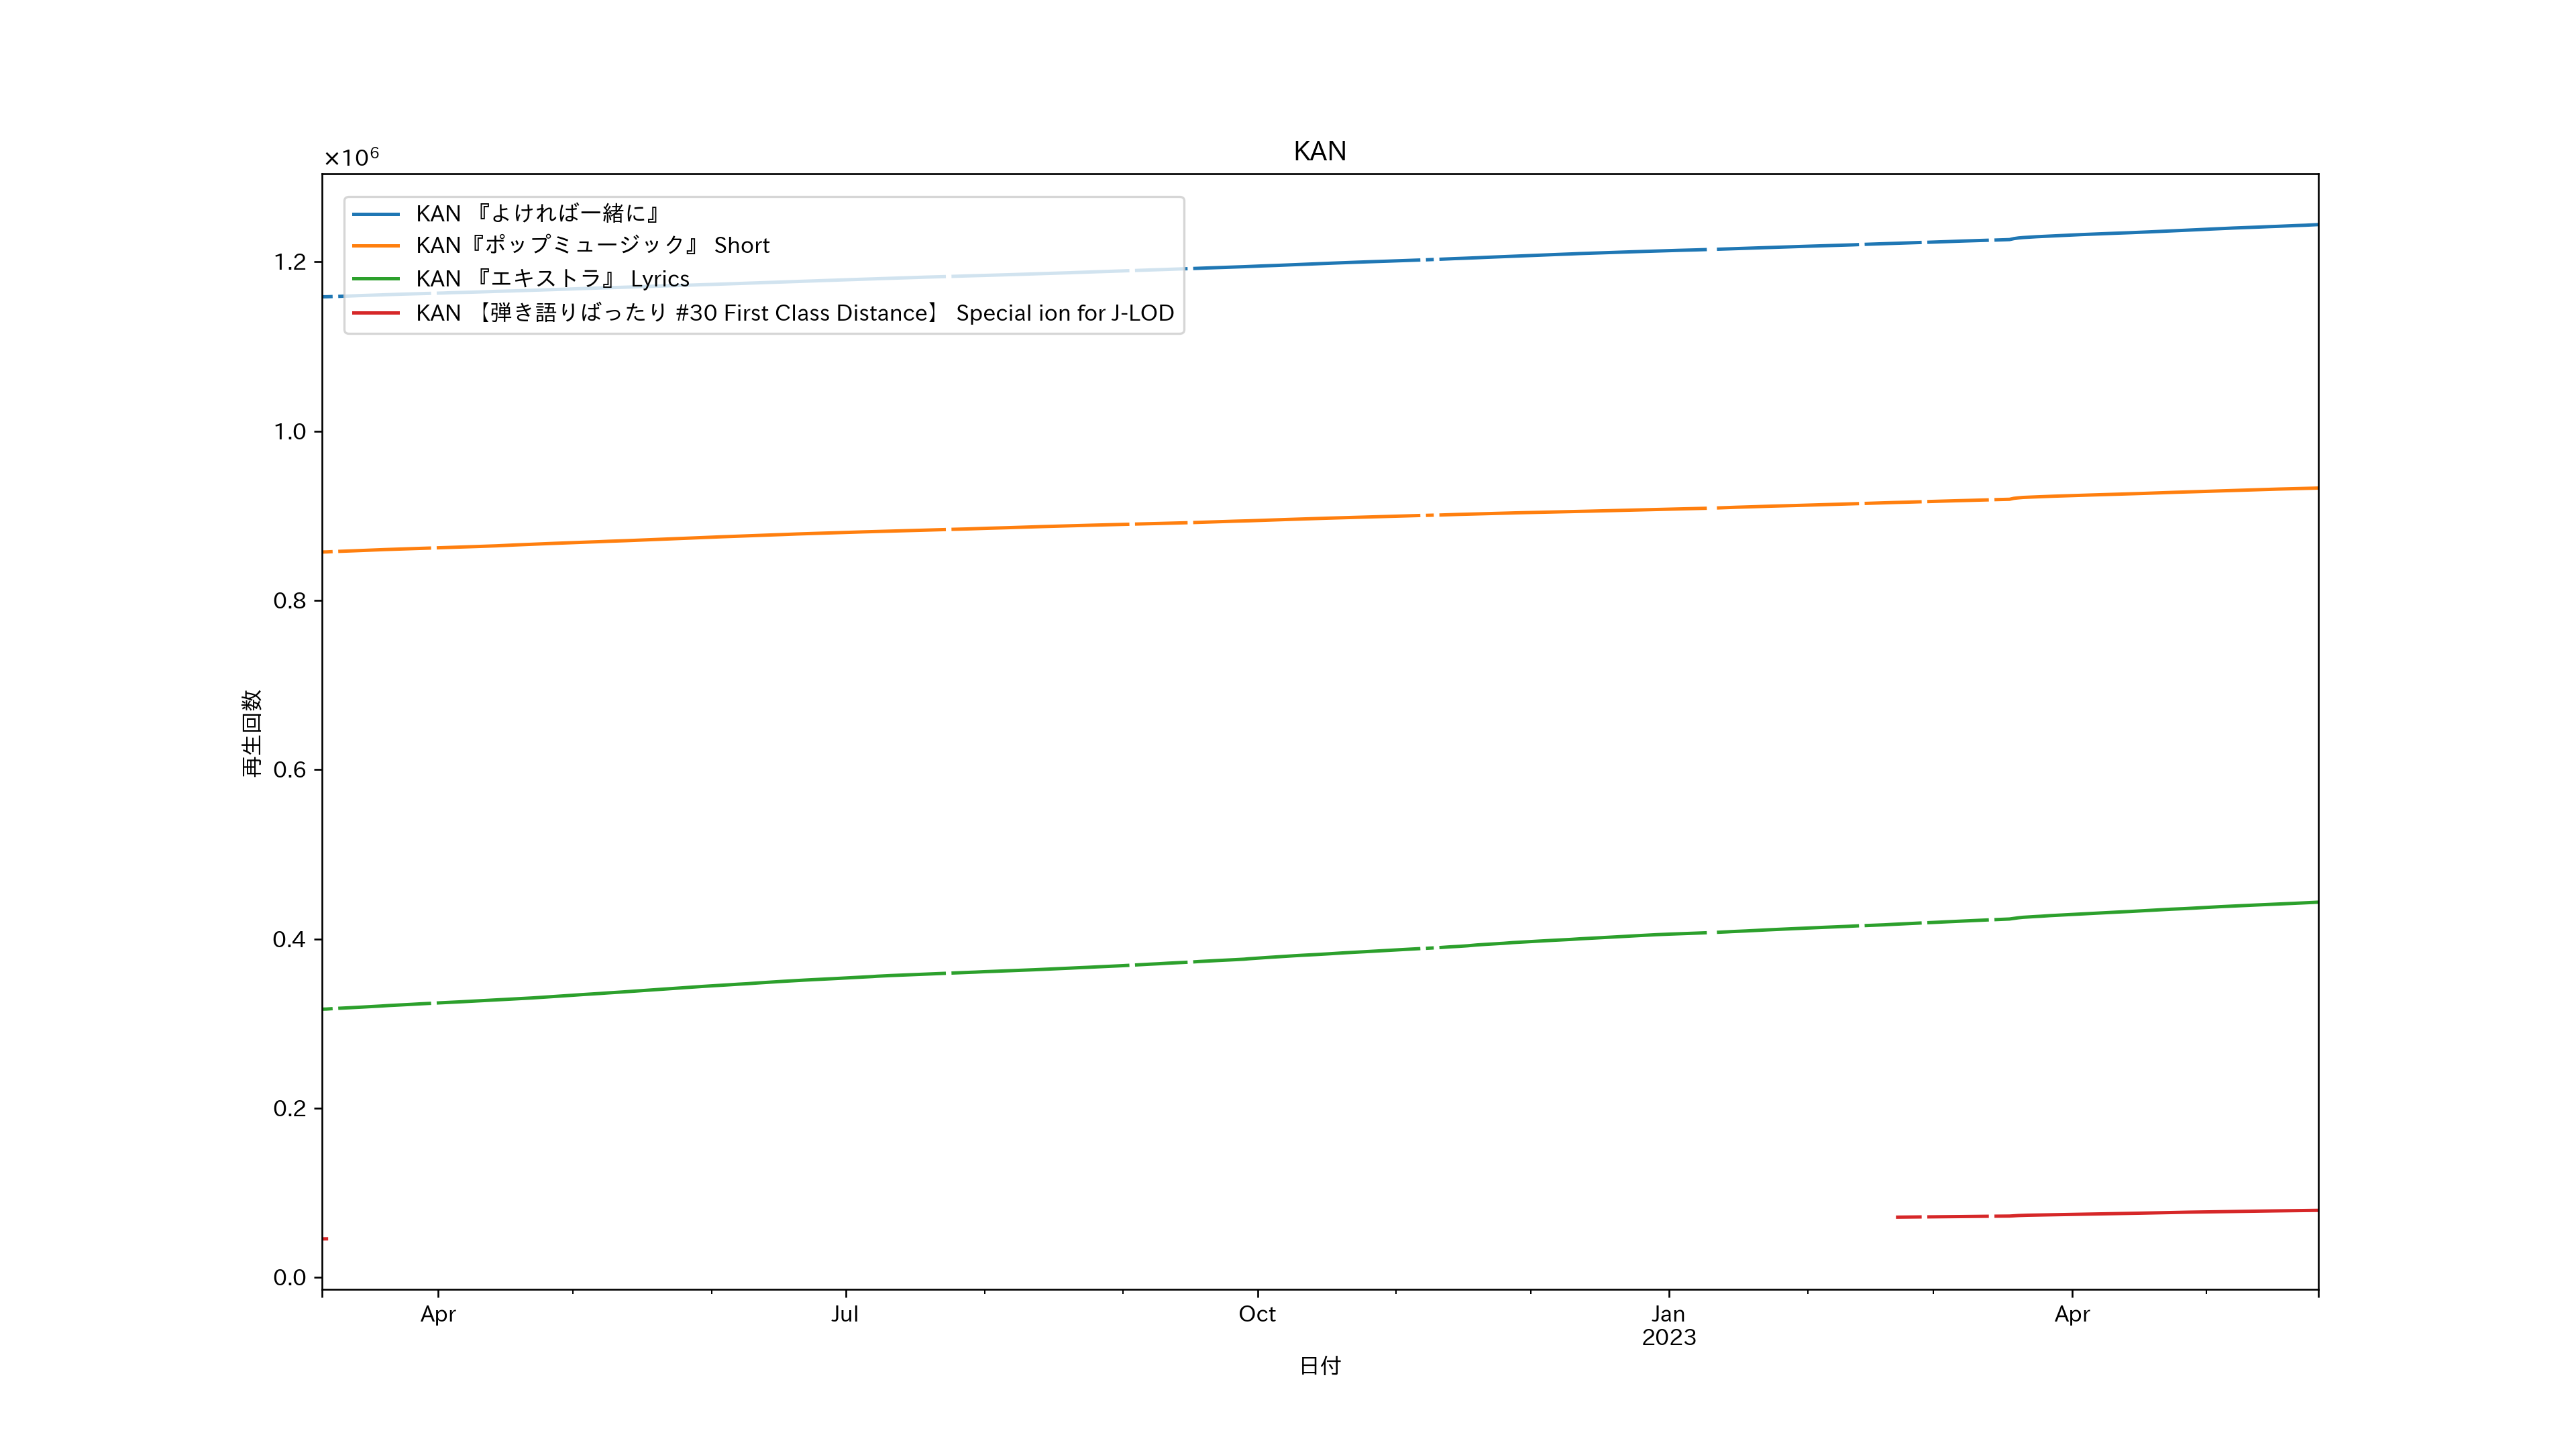 KAN
×10⁶
KAN 『よければ一緒に』
KAN『ポップミュージック』 Short
KAN 『エキストラ』 Lyrics
KAN 【弾き語りばったり #30 First Class Distance】 Special ion for J-LOD
1.2
1.0
0.8
0.6
0.4
0.2
0.0
再生回数
Apr
Jul
Oct
Jan
2023
Apr
日付